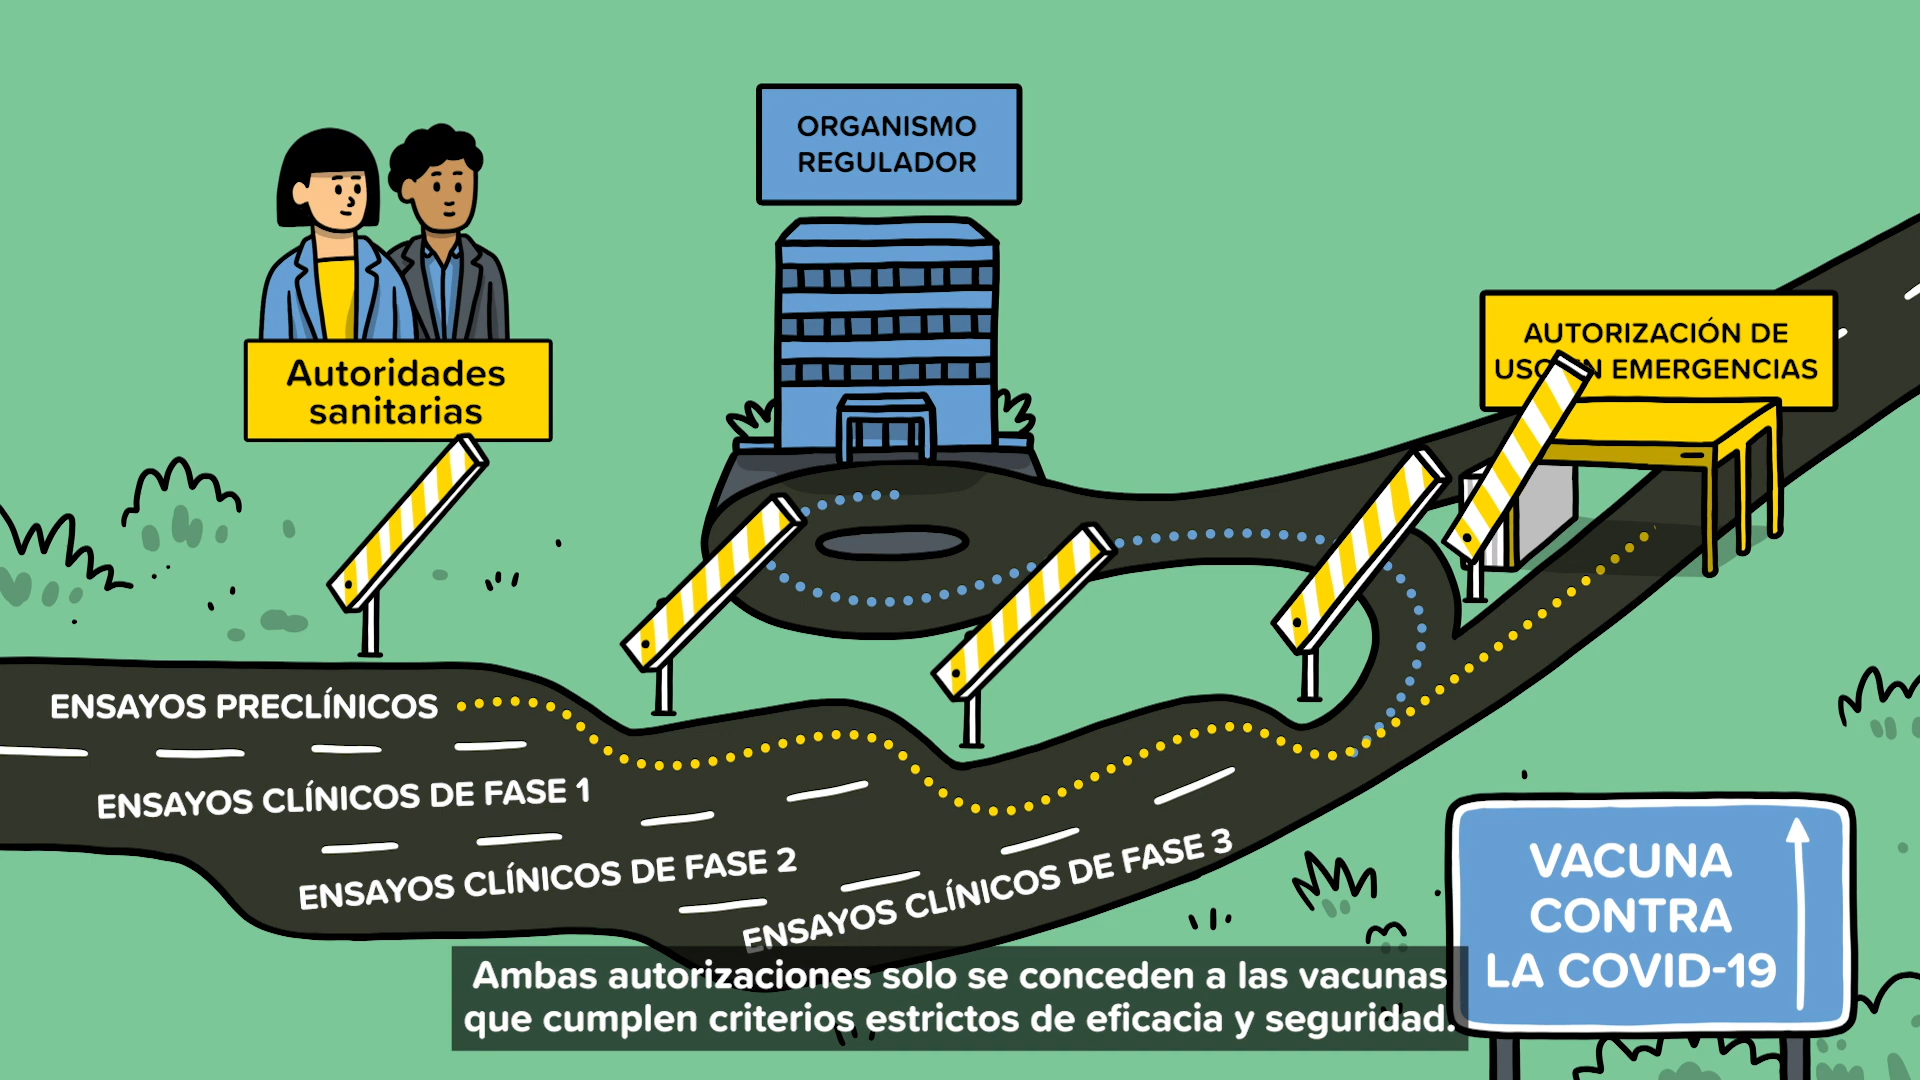 ORGANISMO
REGULADOR
Autoridades
sanitarias
AUTORIZACIÓN DE
USO EN EMERGENCIAS
ENSAYOS PRECLÍNICOS
ENSAYOS CLÍNICOS DE FASE 1
ENSAYOS CLÍNICOS DE FASE 2
ENSAYOS CLÍNICOS DE FASE 3
VACUNA
CONTRA
LA COVID-19
Ambas autorizaciones solo se conceden a las vacunas
que cumplen criterios estrictos de eficacia y seguridad.